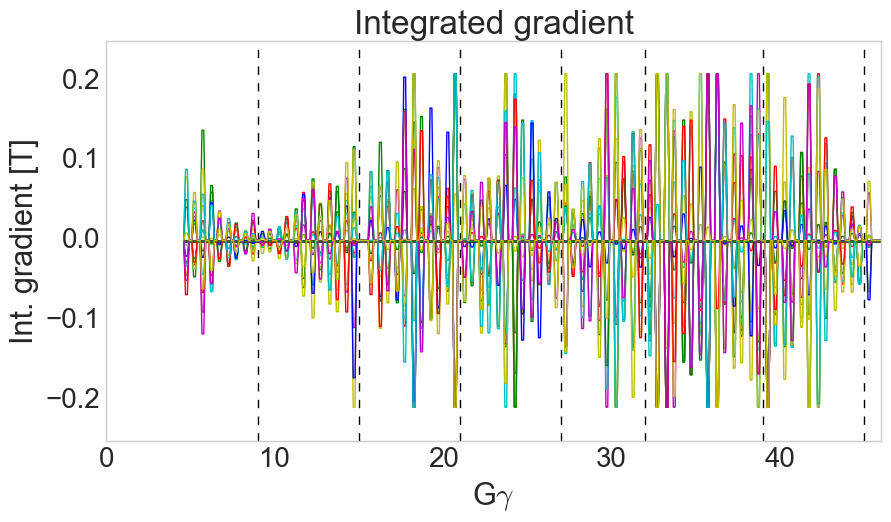 Integrated gradient
Int. gradient [T]
0.2
0.1
0.0
−0.1
−0.2
0 10 20 30 40
Gγ